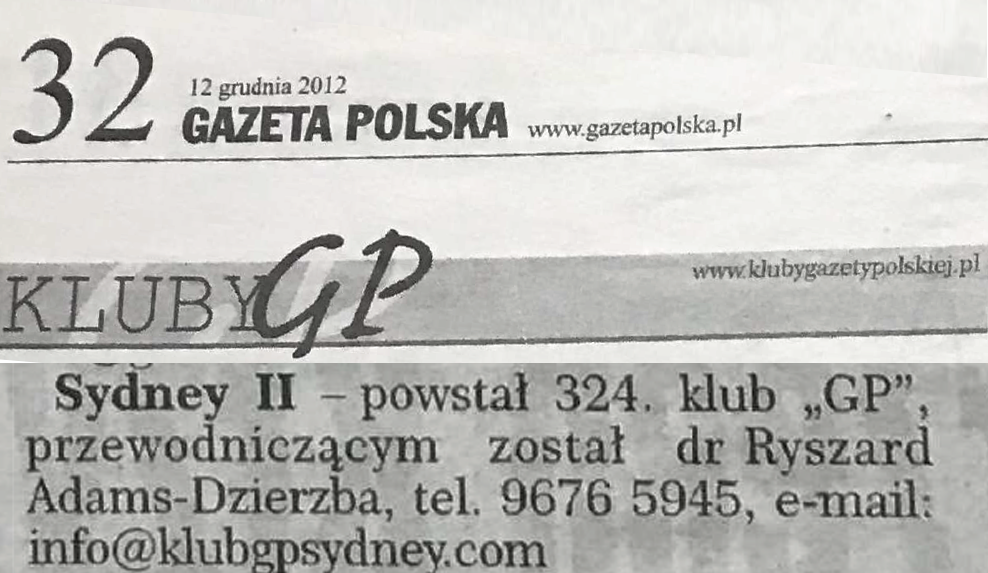 32
12 grudnia 2012
GAZETA POLSKA www.gazetapolska.pl
KLUBY GP
www.klubygazetypolskiej.pl
Sydney II – powstał 324. klub „GP”,
przewodniczącym został dr Ryszard
Adams-Dzierzba, tel. 9676 5945, e-mail:
info@klubgpsydney.com